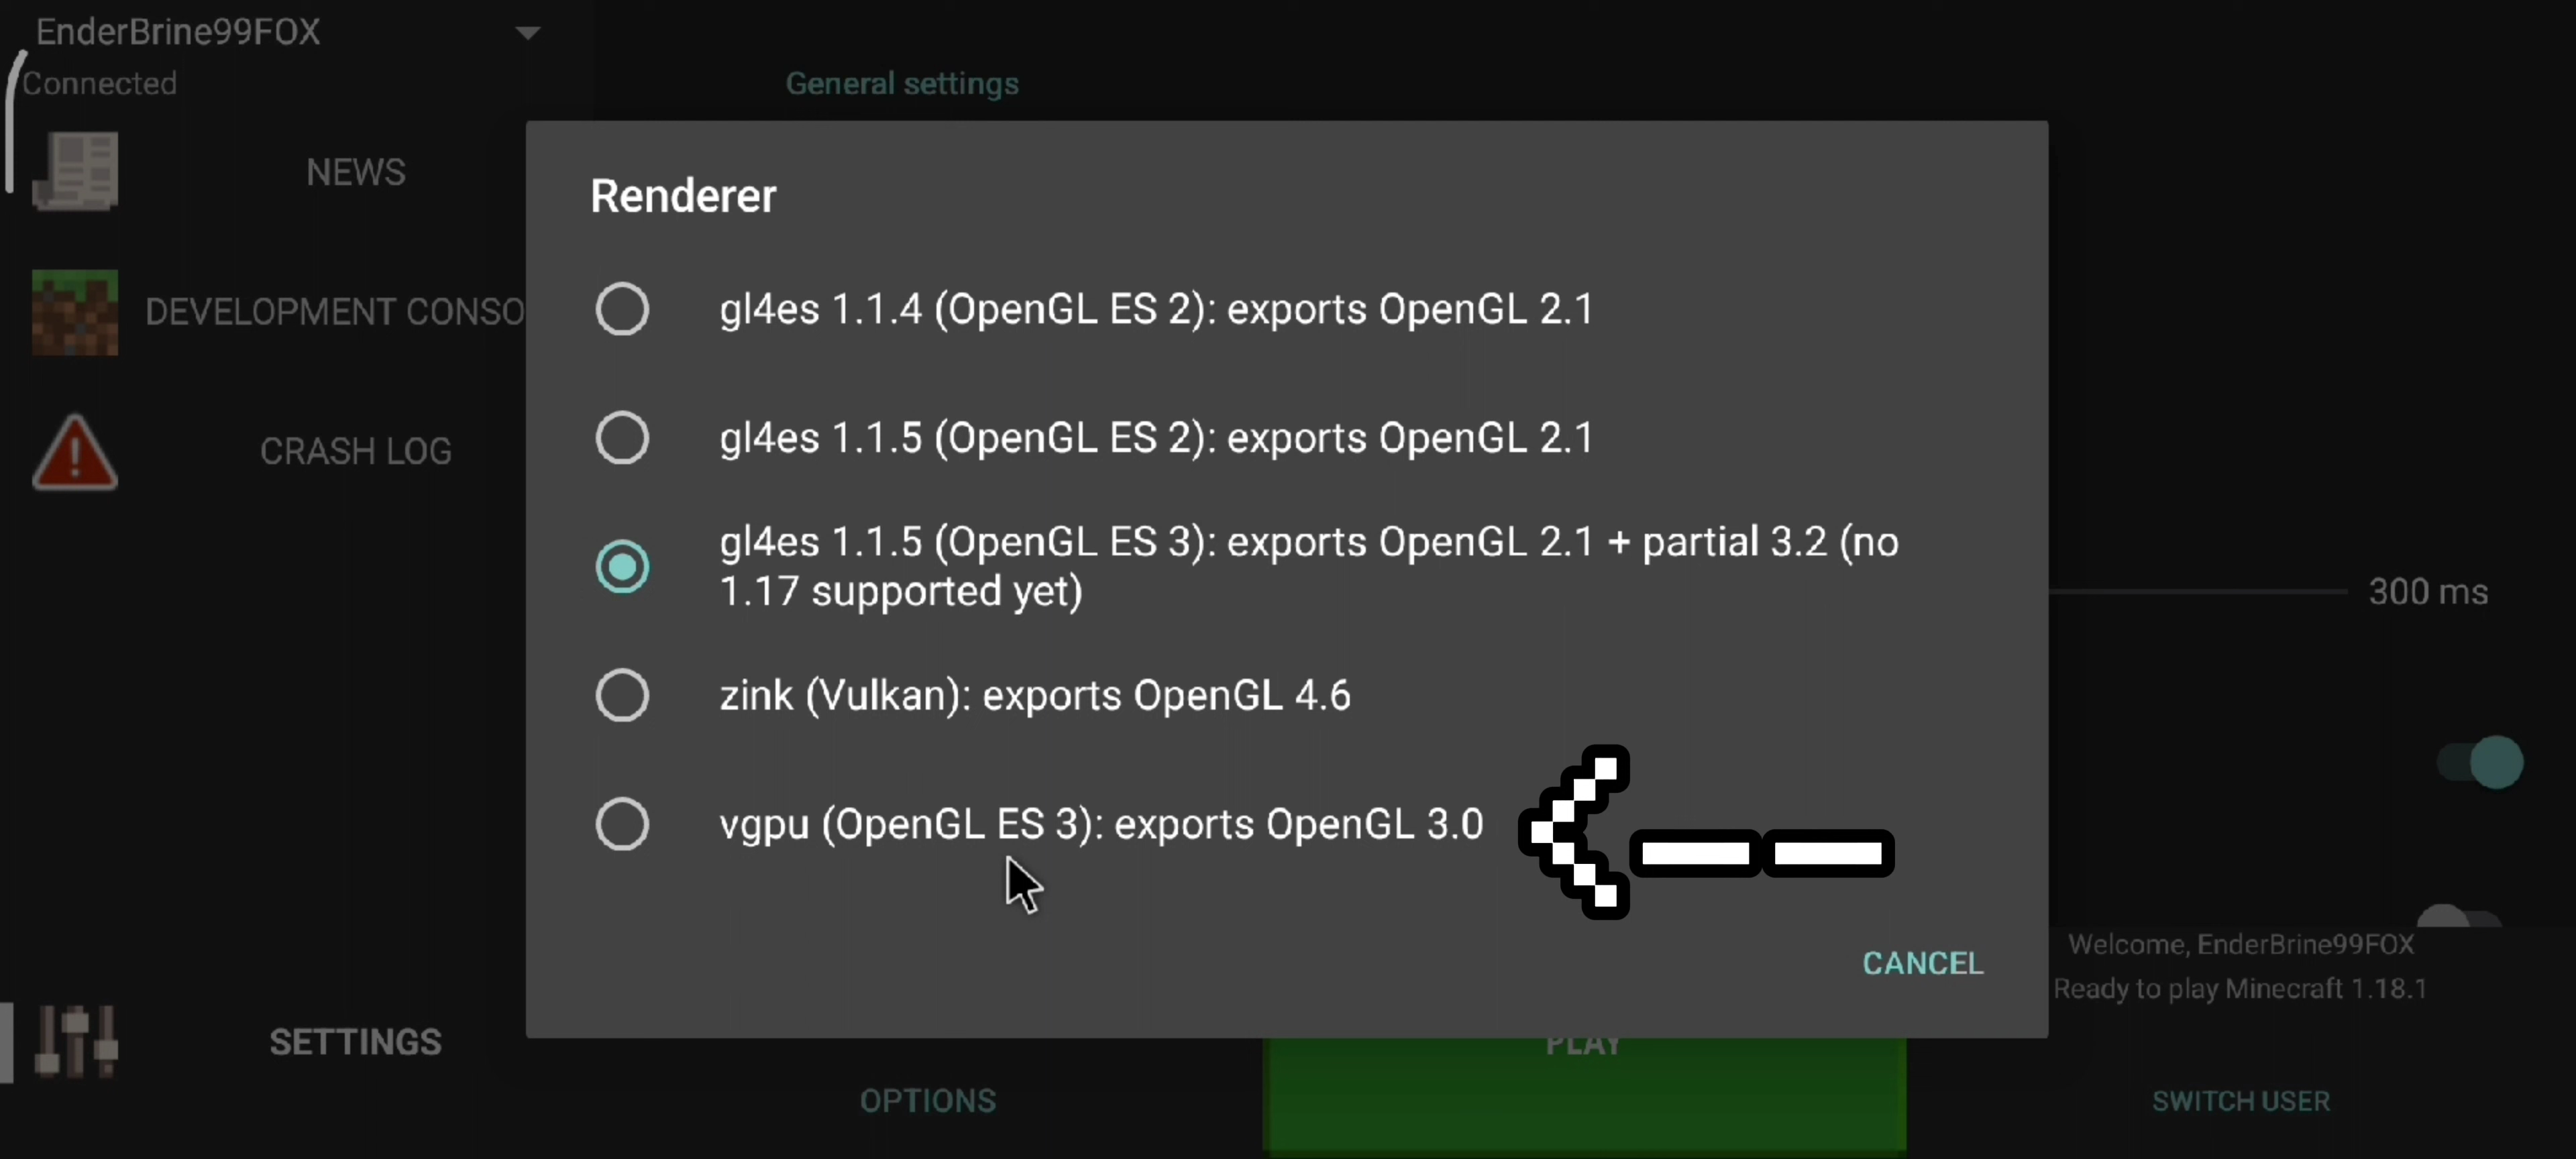 EnderBrine99FOX
Connected
General settings
NEWS
DEVELOPMENT CONSO
CRASH LOG
Renderer
gl4es 1.1.4 (OpenGL ES 2): exports OpenGL 2.1
gl4es 1.1.5 (OpenGL ES 2): exports OpenGL 2.1
gl4es 1.1.5 (OpenGL ES 3): exports OpenGL 2.1 + partial 3.2 (no
1.17 supported yet)
zink (Vulkan): exports OpenGL 4.6
vgpu (OpenGL ES 3): exports OpenGL 3.0
CANCEL
300 ms
Welcome, EnderBrine99FOX
Ready to play Minecraft 1.18.1
SETTINGS
PLAY
OPTIONS
SWITCH USER